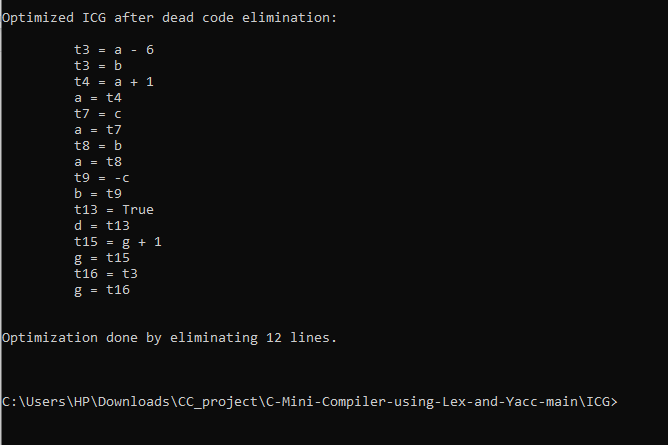 Optimized ICG after dead code elimination:
t3 = a - 6
t3 = b
t4 = a + 1
a = t4
t7 = c
a = t7
t8 = b
a = t8
t9 = -c
b = t9
t13 = True
d = t13
t15 = g + 1
g = t15
t16 = t3
g = t16
Optimization done by eliminating 12 lines.
C:\Users\HP\Downloads\CC_project\C-Mini-Compiler-using-Lex-and-Yacc-main\ICG>